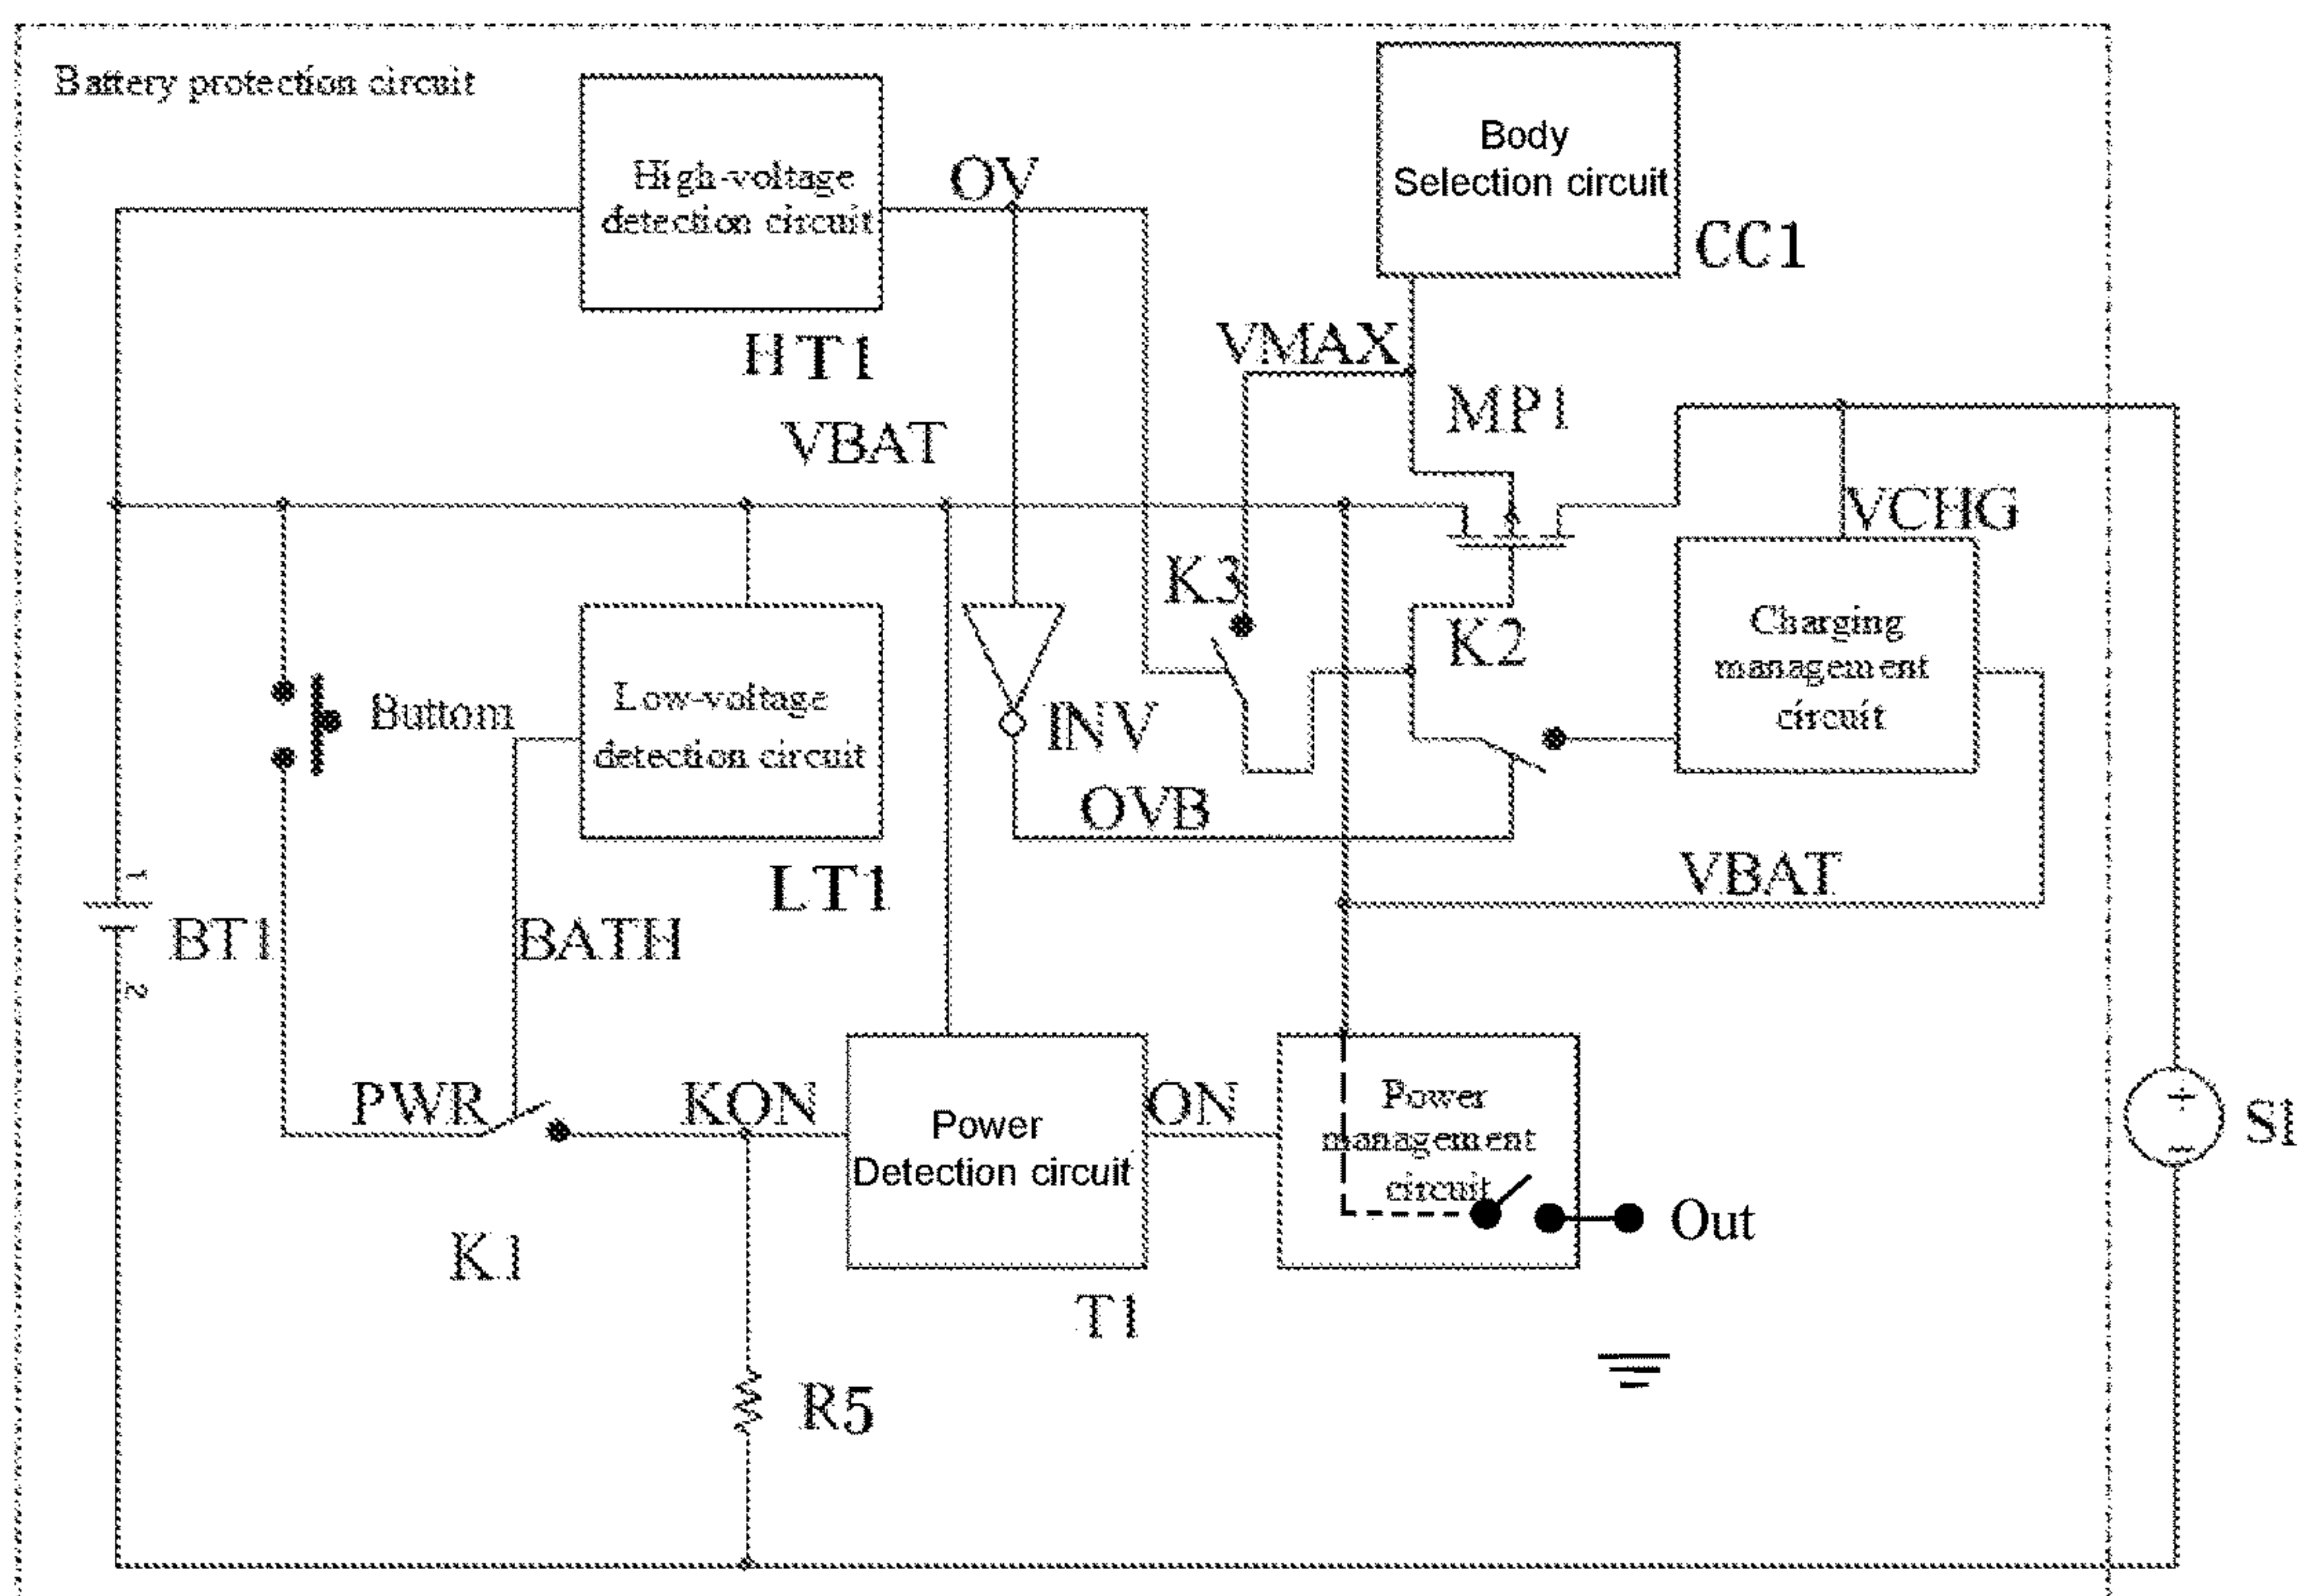 Battery protection circuit
High-voltage
detection circuit
HT1
OV
Body
Selection circuit
CC1
VMAX
MP1
VBAT
VCHG
K3
K2
Charging
management
circuit
Buttom
Low-voltage
detection circuit
LT1
INV
OVB
VBAT
1
BT1
2
BATH
PWR
K1
KON
Power
Detection circuit
T1
ON
Power
management
circuit
Out
+
-
S1
R5